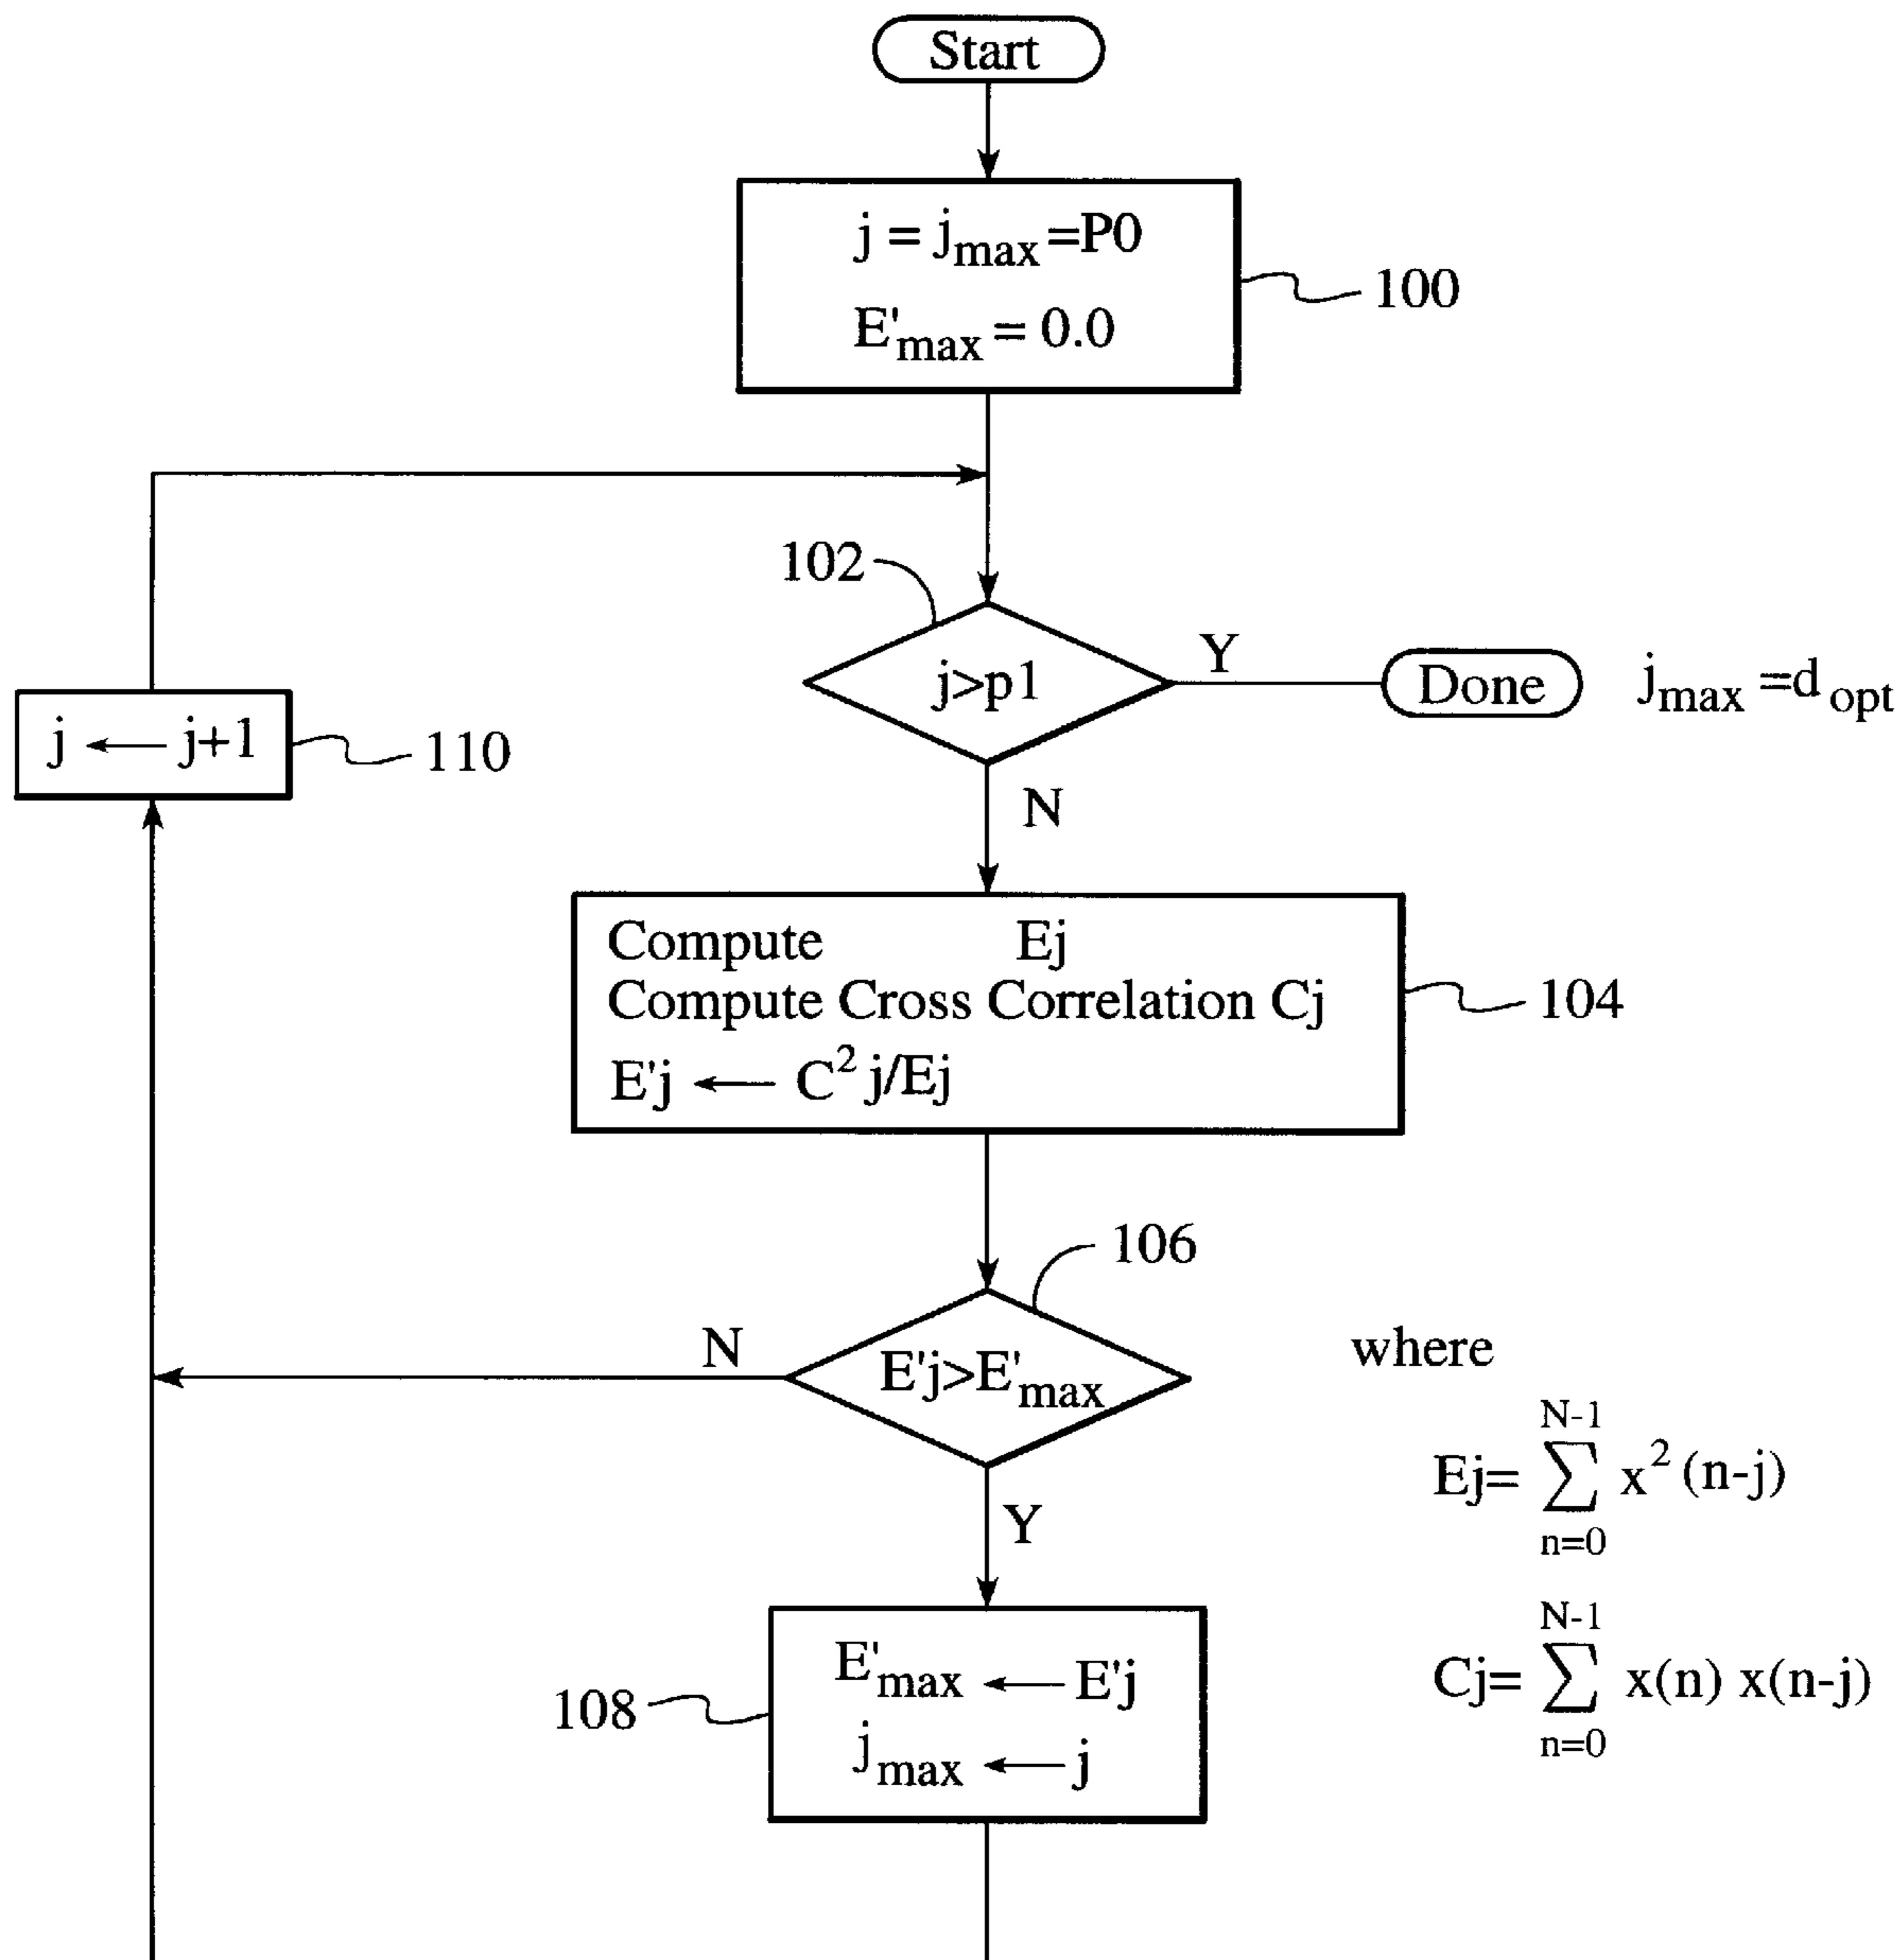 Start
j = jmax =P0
E'max = 0.0
100
102
j>p1
Y
Done
jmax =d opt
N
j ← j+1
110
Compute Ej
Compute Cross Correlation Cj
E'j ← C² j/Ej
104
106
E'j>E'max
N
Y
where
Ej= N-1 ∑ n=0 x² (n-j)
Cj= N-1 ∑ n=0 x(n) x(n-j)
E'max ← E'j
jmax ← j
108